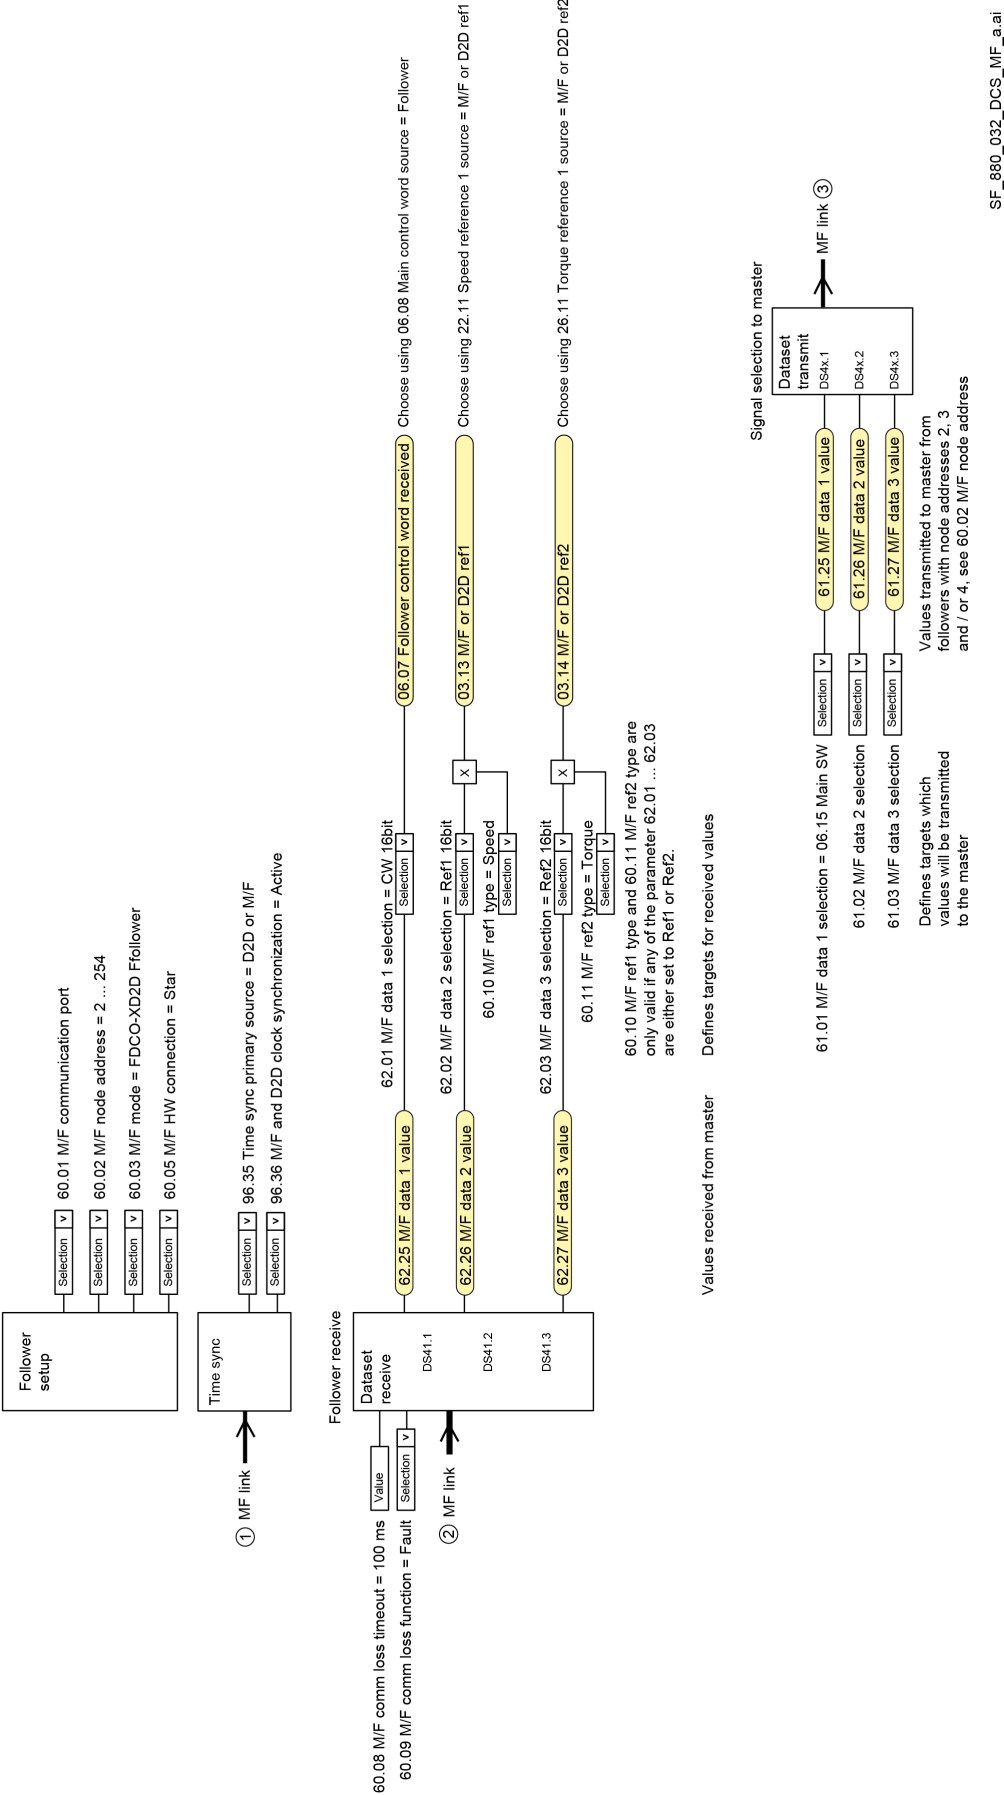 Follower
setup
Selection v 60.01 M/F communication port
Selection v 60.02 M/F node address = 2 ... 254
Selection v 60.03 M/F mode = FDCO-XD2D Ffollower
Selection v 60.05 M/F HW connection = Star
1 MF link
Time sync
Selection v 96.35 Time sync primary source = D2D or M/F
Selection v 96.36 M/F and D2D clock synchronization = Active
Follower receive
60.08 M/F comm loss timeout = 100 ms
Value
60.09 M/F comm loss function = Fault
Selection v
2 MF link
Dataset
receive
DS41.1
DS41.2
DS41.3
62.25 M/F data 1 value
62.01 M/F data 1 selection = CW 16bit
Selection v
06.07 Follower control word received
Choose using 06.08 Main control word source = Follower
62.26 M/F data 2 value
62.02 M/F data 2 selection = Ref1 16bit
Selection v
X
03.13 M/F or D2D ref1
Choose using 22.11 Speed reference 1 source = M/F or D2D ref1
60.10 M/F ref1 type = Speed
Selection v
62.27 M/F data 3 value
62.03 M/F data 3 selection = Ref2 16bit
Selection v
X
03.14 M/F or D2D ref2
Choose using 26.11 Torque reference 1 source = M/F or D2D ref2
60.11 M/F ref2 type = Torque
Selection v
60.10 M/F ref1 type and 60.11 M/F ref2 type are
only valid if any of the parameter 62.01 ... 62.03
are either set to Ref1 or Ref2.
Values received from master
Defines targets for received values
Signal selection to master
61.01 M/F data 1 selection = 06.15 Main SW
Selection v
61.25 M/F data 1 value
61.02 M/F data 2 selection
Selection v
61.26 M/F data 2 value
61.03 M/F data 3 selection
Selection v
61.27 M/F data 3 value
Dataset
transmit
DS4x.1
DS4x.2
DS4x.3
MF link 3
Defines targets which
values will be transmitted
to the master
Values transmitted to master from
followers with node addresses 2, 3
and / or 4, see 60.02 M/F node address
SF_880_032_DCS_MF_a.ai